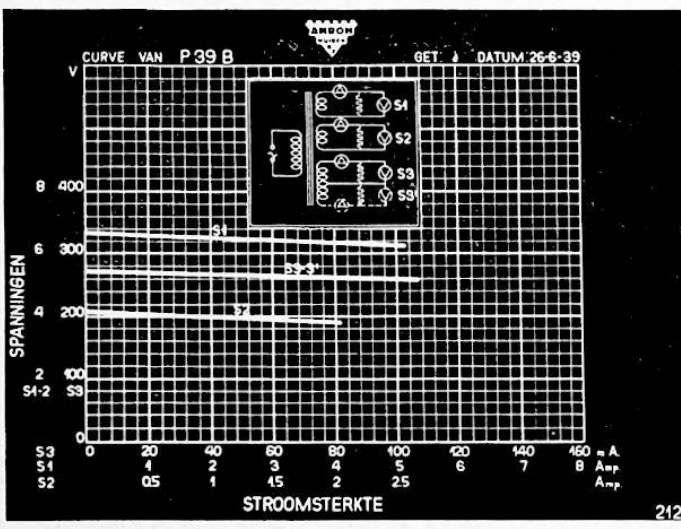 AMROH
MUIDEN
CURVE VAN P 39 B GET: DATUM: 26-6-39
V
S1
S2
S3
S3'
8 400
6 300
4 200
2 100
S1-2 S3
0
SPANNINGEN
S1
S3-S3'
S2
S3 0 20 40 60 80 100 120 140 160 mA.
S1 1 2 3 4 5 6 7 8 Amp.
S2 0.5 1 1.5 2 2.5 Amp.
STROOMSTERKTE
212